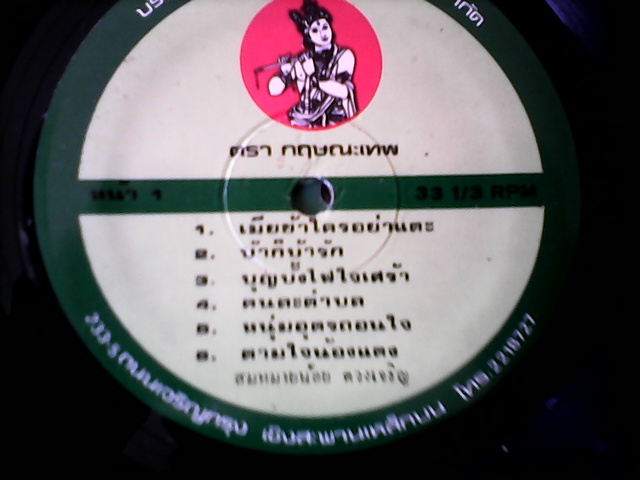 ตรา กฤษณะเทพ
หน้า 1
33 1/3 RPM
1. เมียข้าใครอย่าแตะ
2. บ้าก็บ้ารัก
3. บุญบั้งไฟใจเศร้า
4. คนละตำบล
5. หนุ่มอุดรถอนใจ
6. ตามใจน้องแดง
สมหมายน้อย ดวงเจริญ
233-5 ถนนเจริญกรุง เชิงสะพานเหล็กบน โทร. 2218727